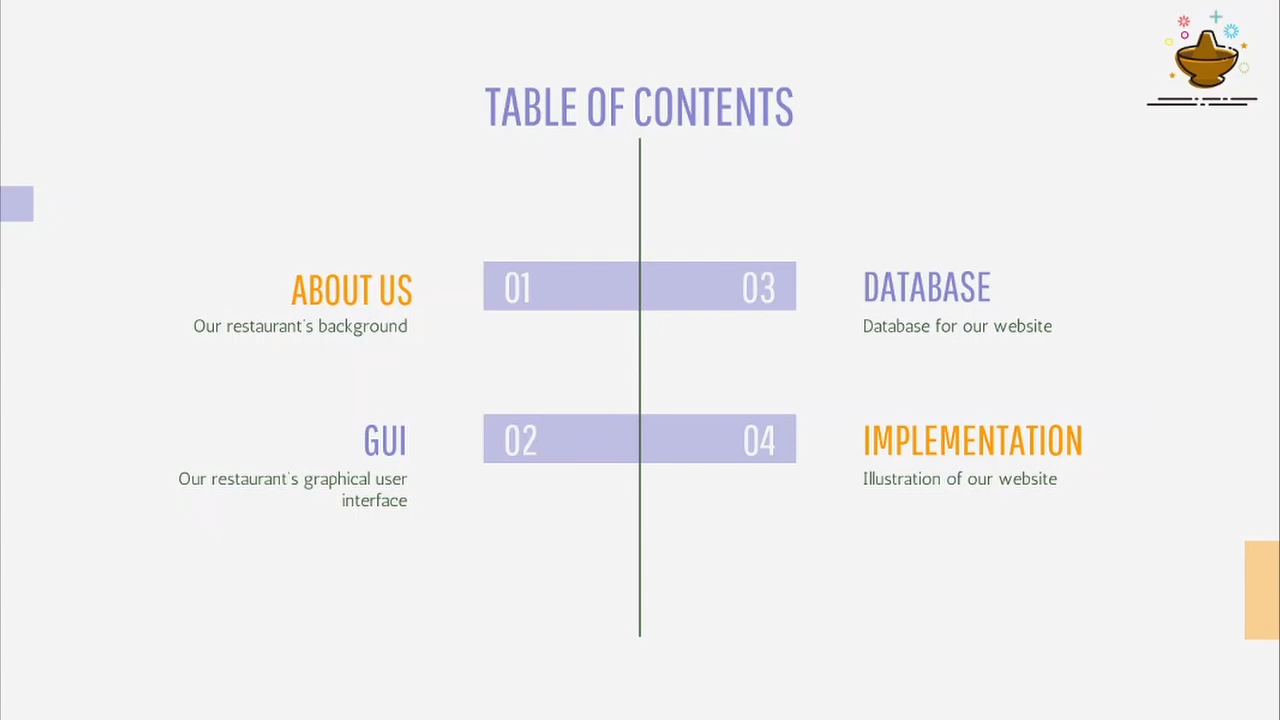 TABLE OF CONTENTS
01
ABOUT US
Our restaurant's background
02
GUI
Our restaurant's graphical user
interface
03
DATABASE
Database for our website
04
IMPLEMENTATION
Illustration of our website